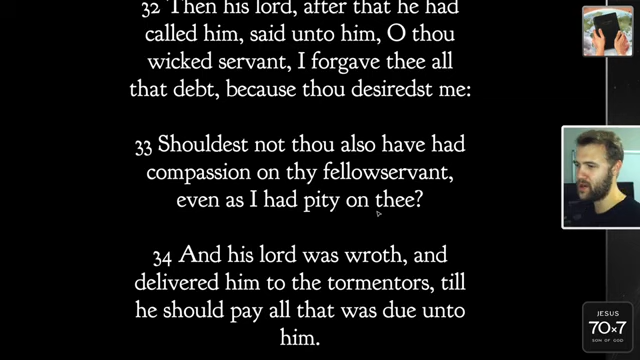 32 Then his lord, after that he had
called him, said unto him, O thou
wicked servant, I forgave thee all
that debt, because thou desiredst me:
33 Shouldest not thou also have had
compassion on thy fellowservant,
even as I had pity on thee?
34 And his lord was wroth, and
delivered him to the tormentors, till
he should pay all that was due unto
him.
JESUS
70×7
SON OF GOD